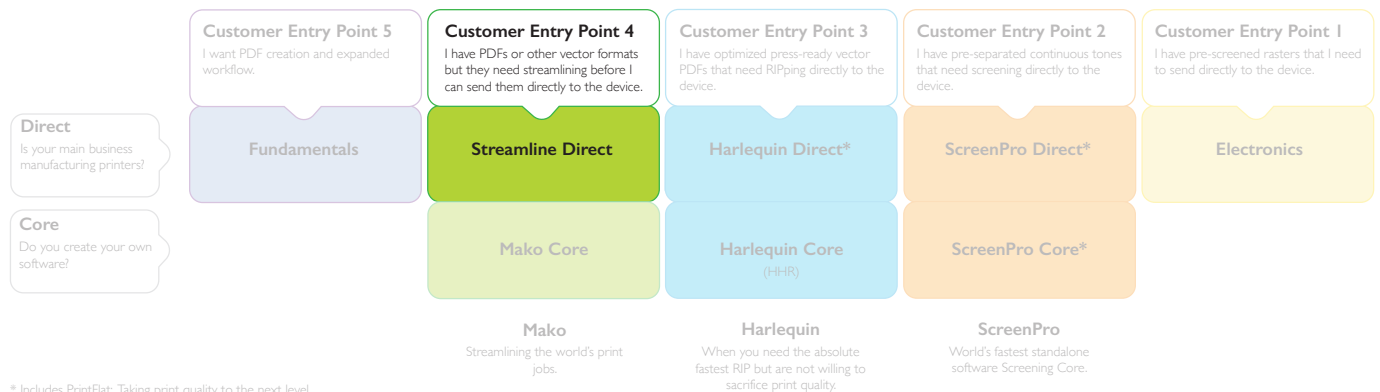 Customer Entry Point 5
I want PDF creation and expanded
workflow.
Customer Entry Point 4
I have PDFs or other vector formats
but they need streamlining before I
can send them directly to the device.
Customer Entry Point 3
I have optimized press-ready vector
PDFs that need RIPping directly to the
device.
Customer Entry Point 2
I have pre-separated continuous tones
that need screening directly to the
device.
Customer Entry Point 1
I have pre-screened rasters that I need
to send directly to the device.
Direct
Is your main business
manufacturing printers?
Fundamentals
Streamline Direct
Harlequin Direct*
ScreenPro Direct*
Electronics
Core
Do you create your own
software?
Mako Core
Harlequin Core
(HHR)
ScreenPro Core*
Mako
Streamlining the world's print
jobs.
Harlequin
When you need the absolute
fastest RIP but are not willing to
sacrifice print quality.
ScreenPro
World's fastest standalone
software Screening Core.
* Includes PrintFlat: Taking print quality to the next level